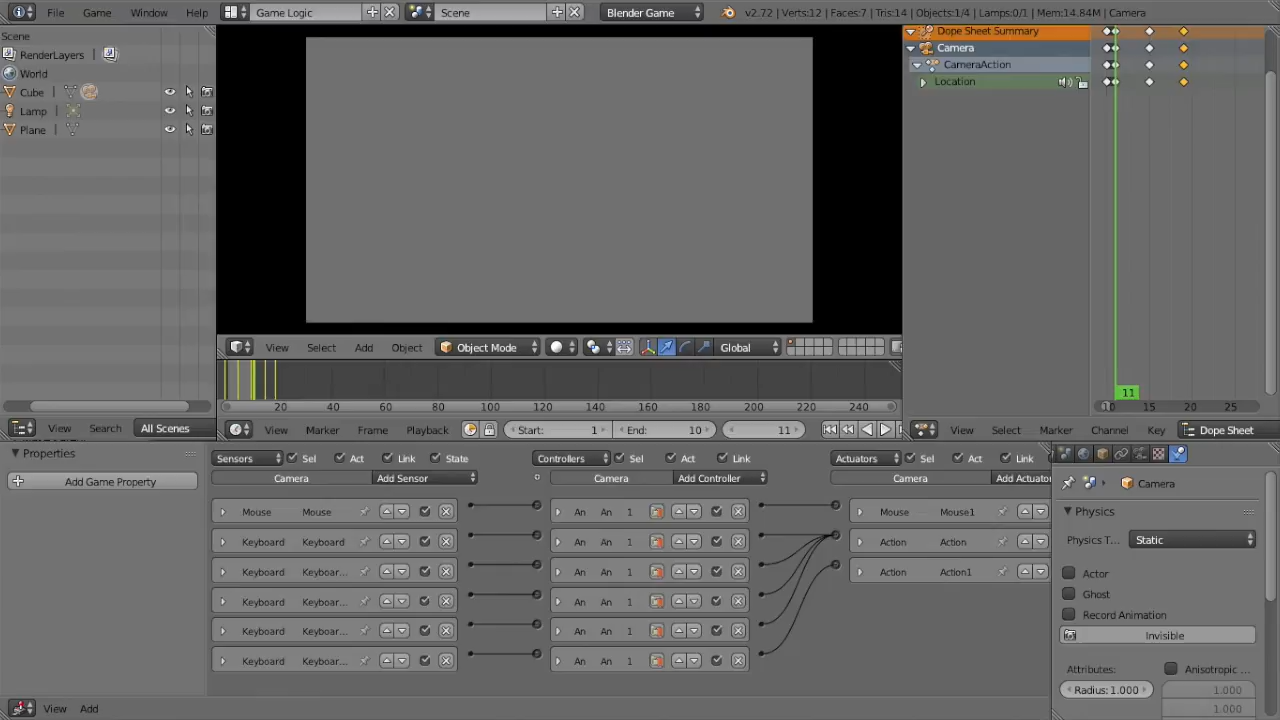 File Game Window Help Game Logic Scene Blender Game v2.72 | Verts:12 | Faces:7 | Tris:14 | Objects:1/4 | Lamps:0/1 | Mem:14.84M | Camera
Scene
RenderLayers
World
Cube
Lamp
Plane
View Search All Scenes
View Select Add Object Object Mode Global
20 40 60 80 100 120 140 160 180 200 220 240
View Marker Frame Playback Start: 1 End: 10 11
Dope Sheet Summary
Camera
CameraAction
Location
11
15 20 25
View Select Marker Channel Key Dope Sheet
Properties
Add Game Property
Sensors Sel Act Link State Controllers Sel Act Link Actuators Sel Act Link
Camera Add Sensor Camera Add Controller Camera Add Actuator
Mouse Mouse An An 1 Mouse Mouse1
Keyboard Keyboard An An 1 Action Action
Keyboard Keyboar... An An 1 Action Action1
Keyboard Keyboar... An An 1
Keyboard Keyboar... An An 1
Keyboard Keyboar... An An 1
View Add
Camera
Physics
Physics T... Static
Actor
Ghost
Record Animation
Invisible
Attributes: Anisotropic ...
Radius: 1.000 1.000
1.000